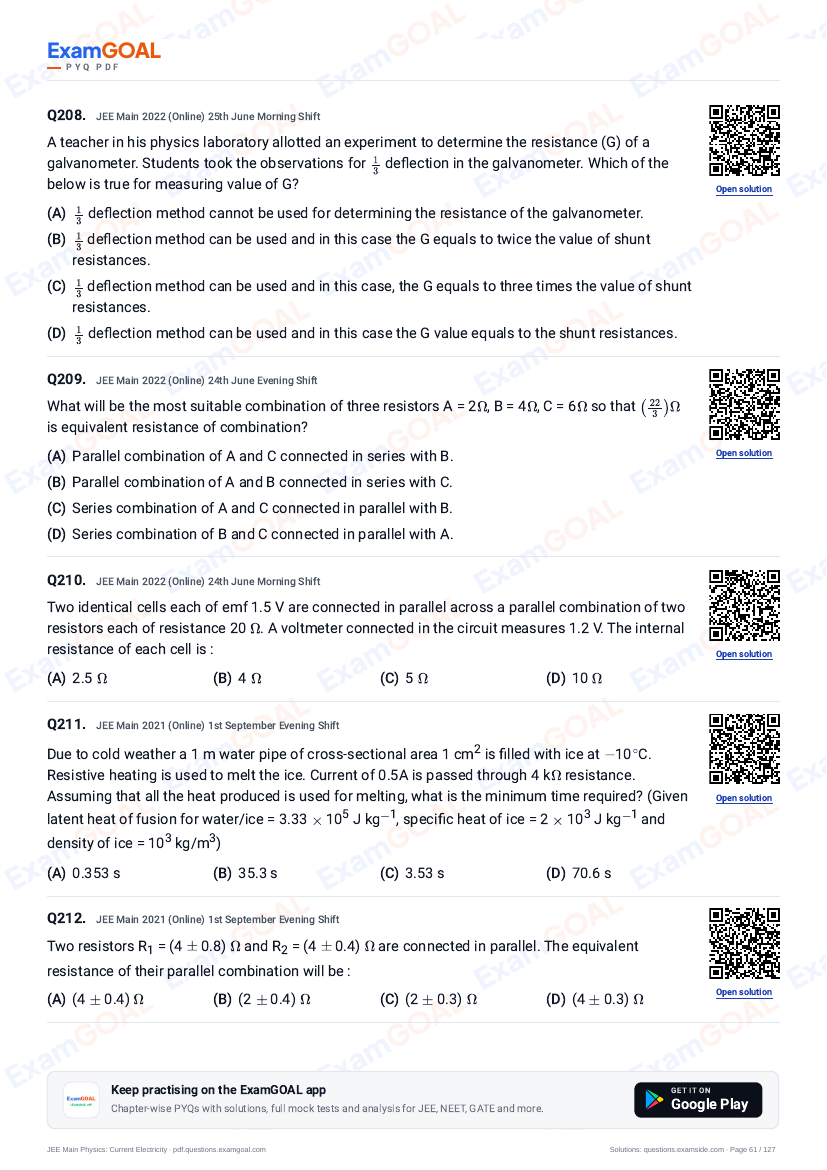 ExamGOAL
PYQ PDF
Q208. JEE Main 2022 (Online) 25th June Morning Shift
A teacher in his physics laboratory allotted an experiment to determine the resistance (G) of a
galvanometer. Students took the observations for 1/3 deflection in the galvanometer. Which of the
below is true for measuring value of G?
Open solution
(A) 1/3 deflection method cannot be used for determining the resistance of the galvanometer.
(B) 1/3 deflection method can be used and in this case the G equals to twice the value of shunt
resistances.
(C) 1/3 deflection method can be used and in this case, the G equals to three times the value of shunt
resistances.
(D) 1/3 deflection method can be used and in this case the G value equals to the shunt resistances.
Q209. JEE Main 2022 (Online) 24th June Evening Shift
What will be the most suitable combination of three resistors A = 2Ω, B = 4Ω, C = 6Ω so that (22/3)Ω
is equivalent resistance of combination?
Open solution
(A) Parallel combination of A and C connected in series with B.
(B) Parallel combination of A and B connected in series with C.
(C) Series combination of A and C connected in parallel with B.
(D) Series combination of B and C connected in parallel with A.
Q210. JEE Main 2022 (Online) 24th June Morning Shift
Two identical cells each of emf 1.5 V are connected in parallel across a parallel combination of two
resistors each of resistance 20 Ω. A voltmeter connected in the circuit measures 1.2 V. The internal
resistance of each cell is :
Open solution
(A) 2.5 Ω (B) 4 Ω (C) 5 Ω (D) 10 Ω
Q211. JEE Main 2021 (Online) 1st September Evening Shift
Due to cold weather a 1 m water pipe of cross-sectional area 1 cm² is filled with ice at −10°C.
Resistive heating is used to melt the ice. Current of 0.5A is passed through 4 kΩ resistance.
Assuming that all the heat produced is used for melting, what is the minimum time required? (Given
latent heat of fusion for water/ice = 3.33 × 10⁵ J kg⁻¹, specific heat of ice = 2 × 10³ J kg⁻¹ and
density of ice = 10³ kg/m³)
Open solution
(A) 0.353 s (B) 35.3 s (C) 3.53 s (D) 70.6 s
Q212. JEE Main 2021 (Online) 1st September Evening Shift
Two resistors R₁ = (4 ± 0.8) Ω and R₂ = (4 ± 0.4) Ω are connected in parallel. The equivalent
resistance of their parallel combination will be :
Open solution
(A) (4 ± 0.4) Ω (B) (2 ± 0.4) Ω (C) (2 ± 0.3) Ω (D) (4 ± 0.3) Ω
ExamGOAL
Keep practising on the ExamGOAL app
Chapter-wise PYQs with solutions, full mock tests and analysis for JEE, NEET, GATE and more.
GET IT ON
Google Play
JEE Main Physics: Current Electricity · pdf.questions.examgoal.com
Solutions: questions.examside.com · Page 61 / 127